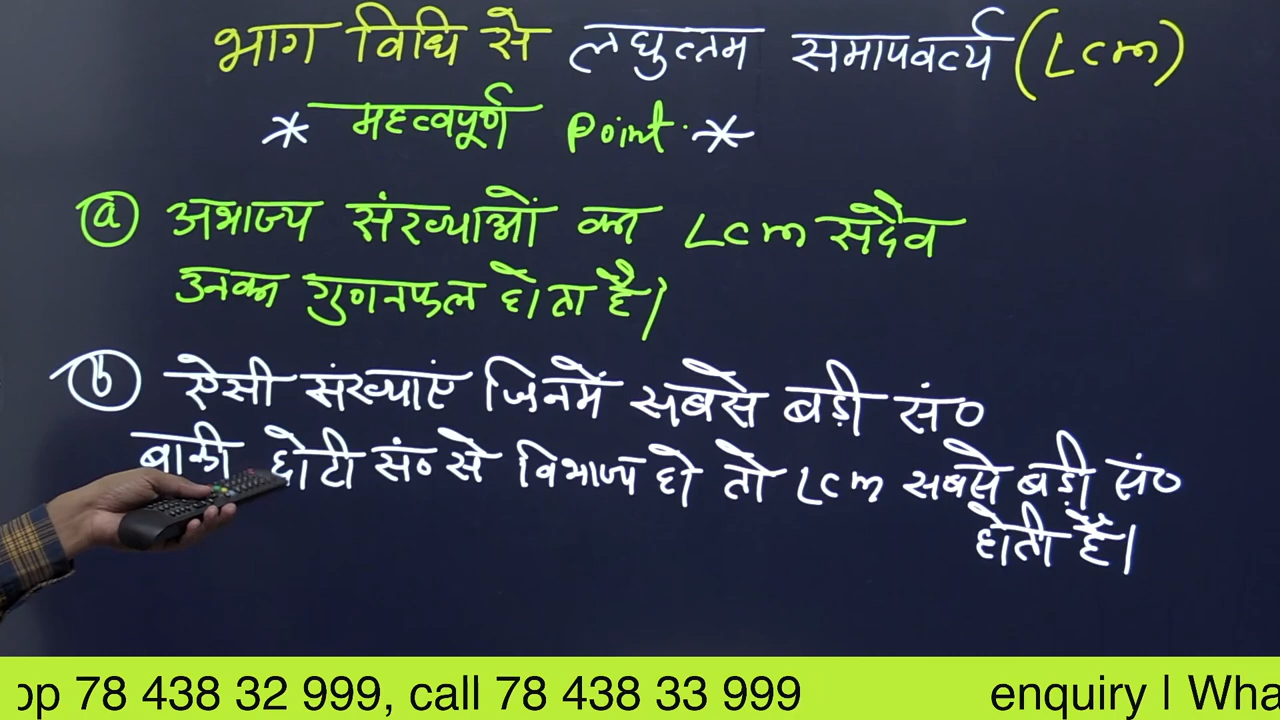 भाग विधि से लघुत्तम समापवर्त्य (Lcm)
* महत्वपूर्ण Point *
(a) अभाज्य संख्याओं का Lcm सदैव
उनका गुणनफल होता है।
(b) ऐसी संख्याएं जिनमें सबसे बड़ी सं०
बाकी छोटी सं० से विभाज्य हो तो Lcm सबसे बड़ी सं०
होती है।
pp 78 438 32 999, call 78 438 33 999 enquiry | Wha